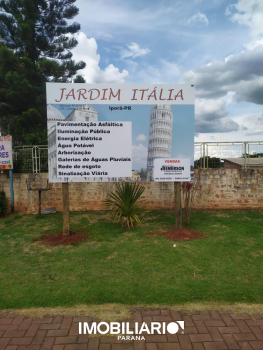 JARDIM ITÁLIA
Iporã-PR
Pavimentação Asfáltica
Iluminação Pública
Energia Elétrica
Água Potável
Arborização
Galerias de Águas Pluviais
Rede de esgoto
Sinalização Viária
VENDAS
IMOBILIARIO
PARANÁ